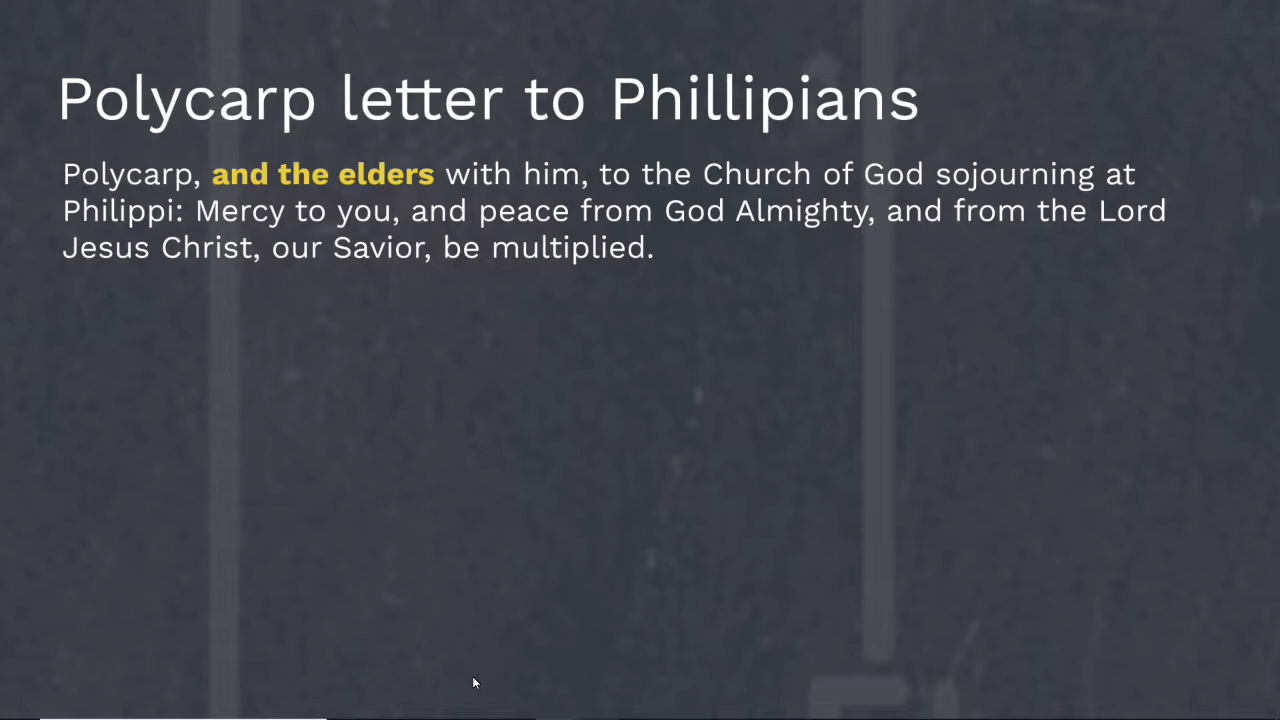 Polycarp letter to Phillipians
Polycarp, and the elders with him, to the Church of God sojourning at
Philippi: Mercy to you, and peace from God Almighty, and from the Lord
Jesus Christ, our Savior, be multiplied.